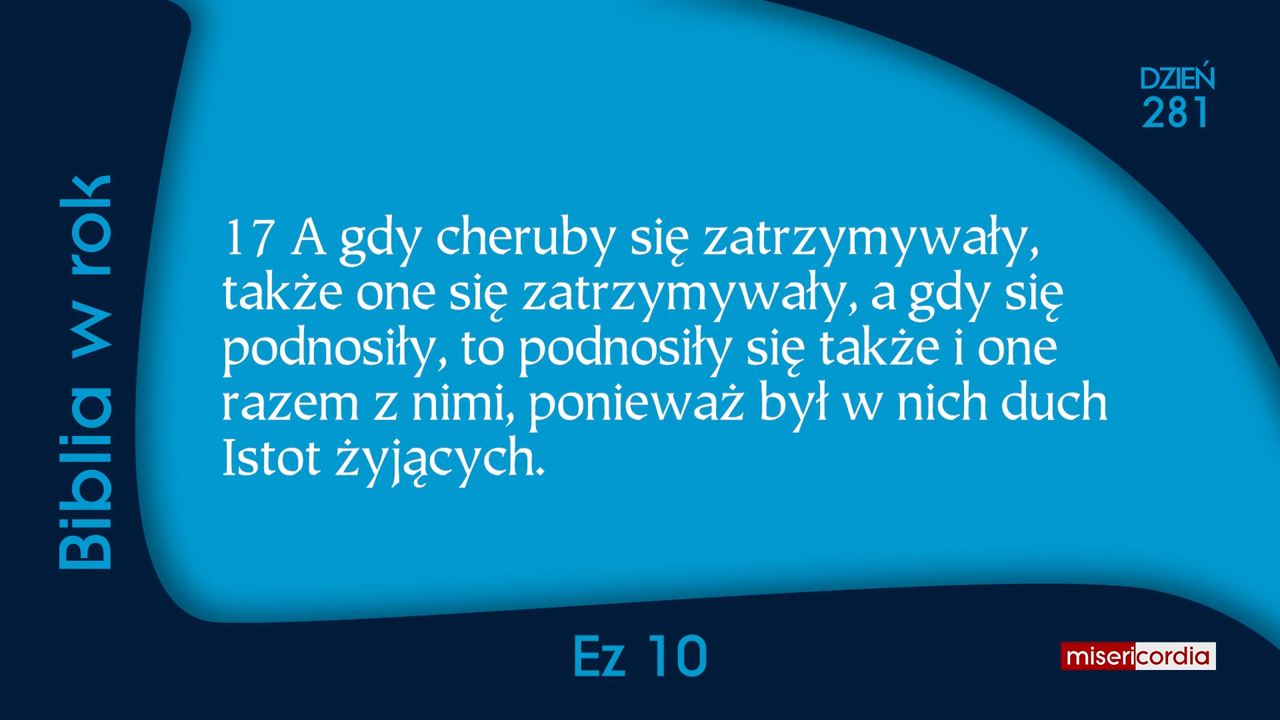 DZIEŃ
281
Biblia w rok
17 A gdy cheruby się zatrzymywały,
także one się zatrzymywały, a gdy się
podnosiły, to podnosiły się także i one
razem z nimi, ponieważ był w nich duch
Istot żyjących.
Ez 10
misericordia